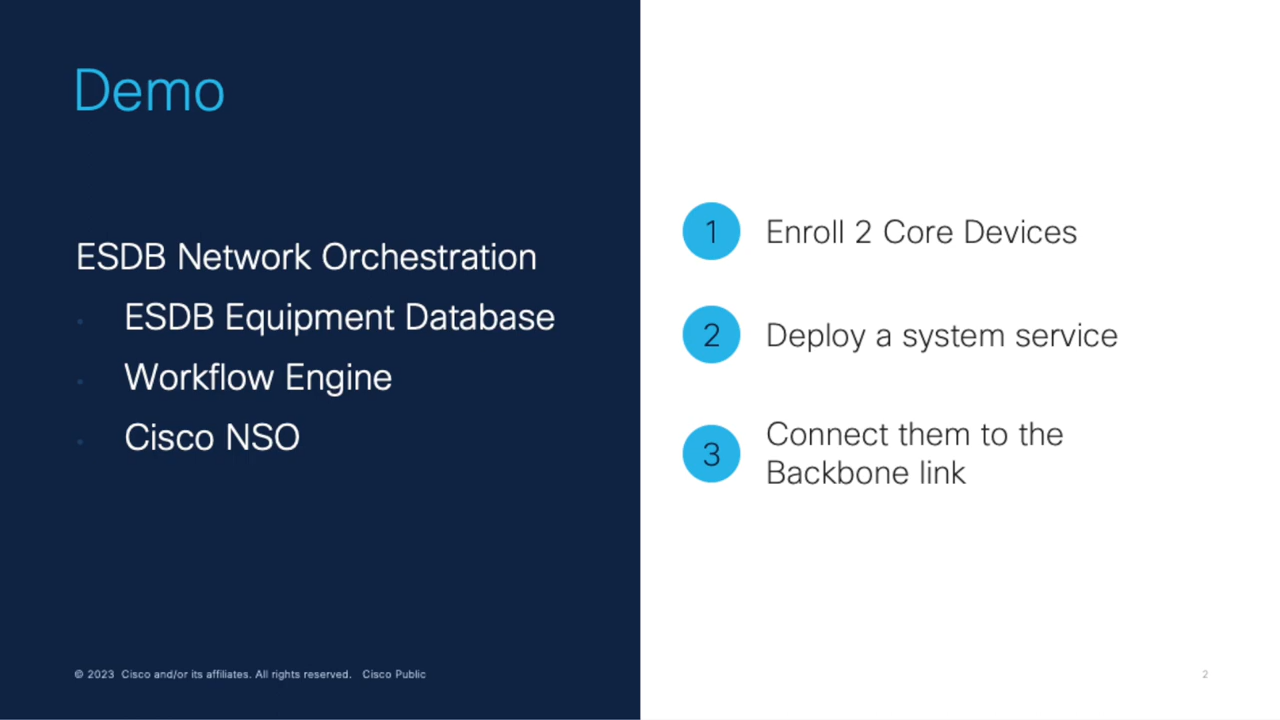 Demo
ESDB Network Orchestration
• ESDB Equipment Database
• Workflow Engine
• Cisco NSO
1 Enroll 2 Core Devices
2 Deploy a system service
3 Connect them to the
Backbone link
© 2023 Cisco and/or its affiliates. All rights reserved. Cisco Public
2